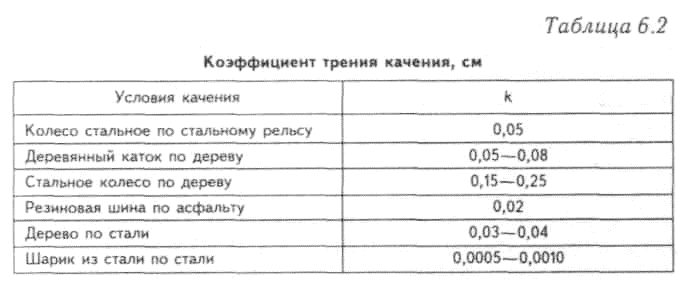 Таблица 6.2
Коэффициент трения качения, см
Условия качения k
Колесо стальное по стальному рельсу 0,05
Деревянный каток по дереву 0,05—0,08
Стальное колесо по дереву 0,15—0,25
Резиновая шина по асфальту 0,02
Дерево по стали 0,03—0,04
Шарик из стали по стали 0,0005—0,0010